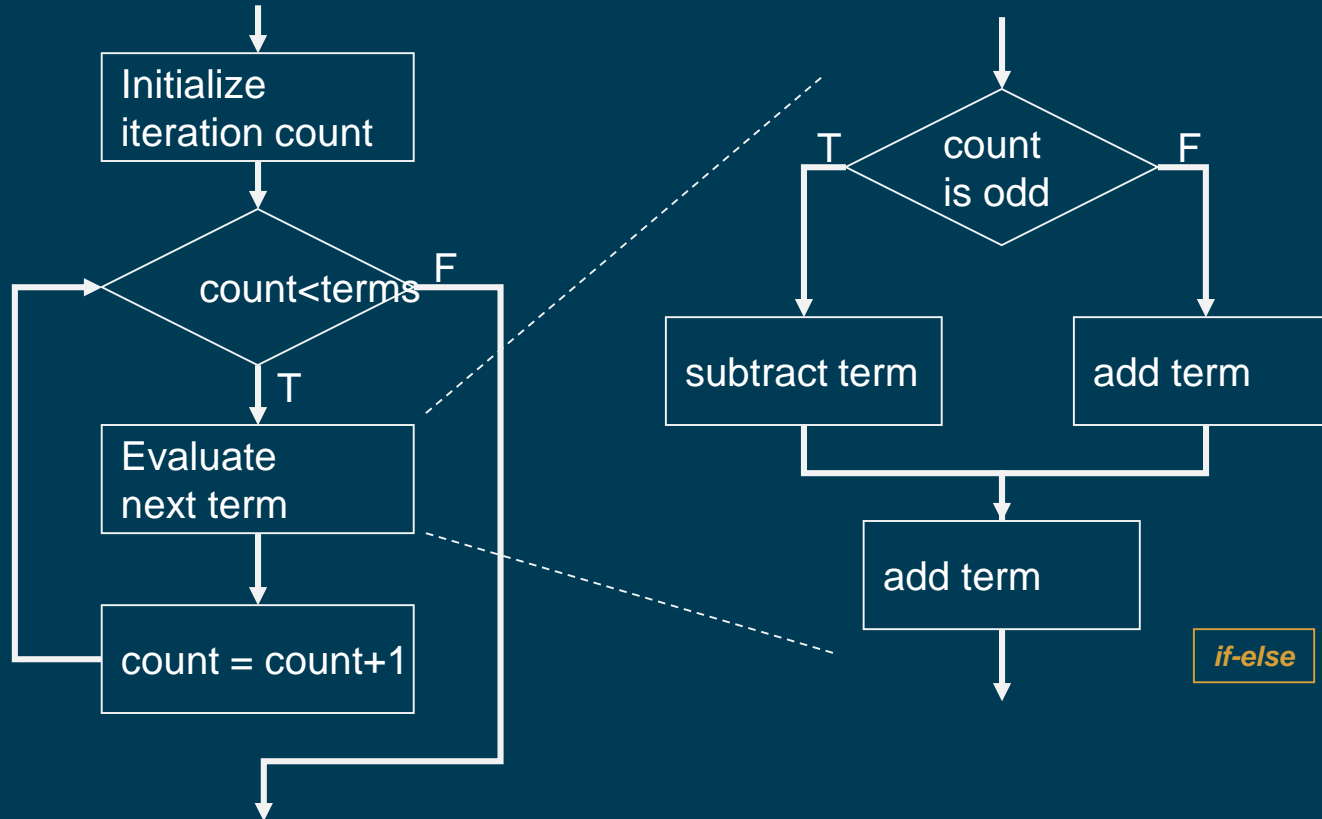 Initialize
iteration count
count<terms
F
T
Evaluate
next term
count = count+1
count
is odd
T
F
subtract term
add term
add term
if-else